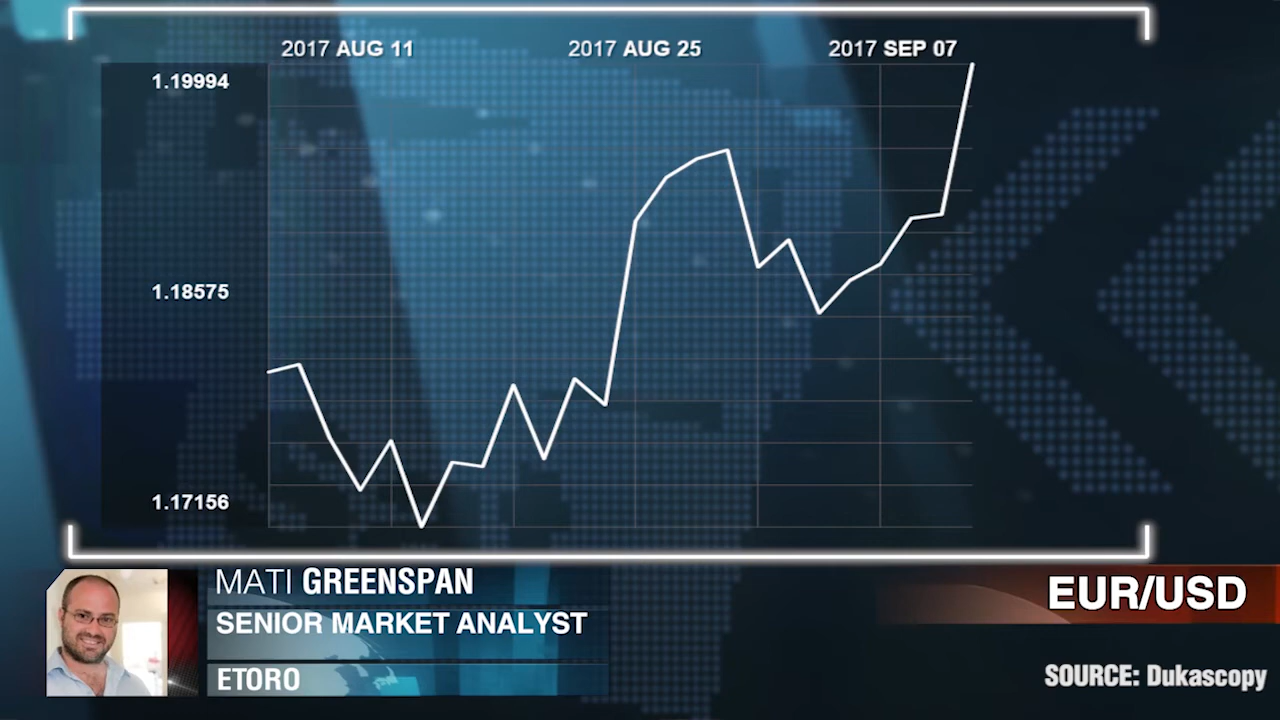 2017 AUG 11 2017 AUG 25 2017 SEP 07
1.19994
1.18575
1.17156
MATI GREENSPAN
SENIOR MARKET ANALYST
ETORO
EUR/USD
SOURCE: Dukascopy